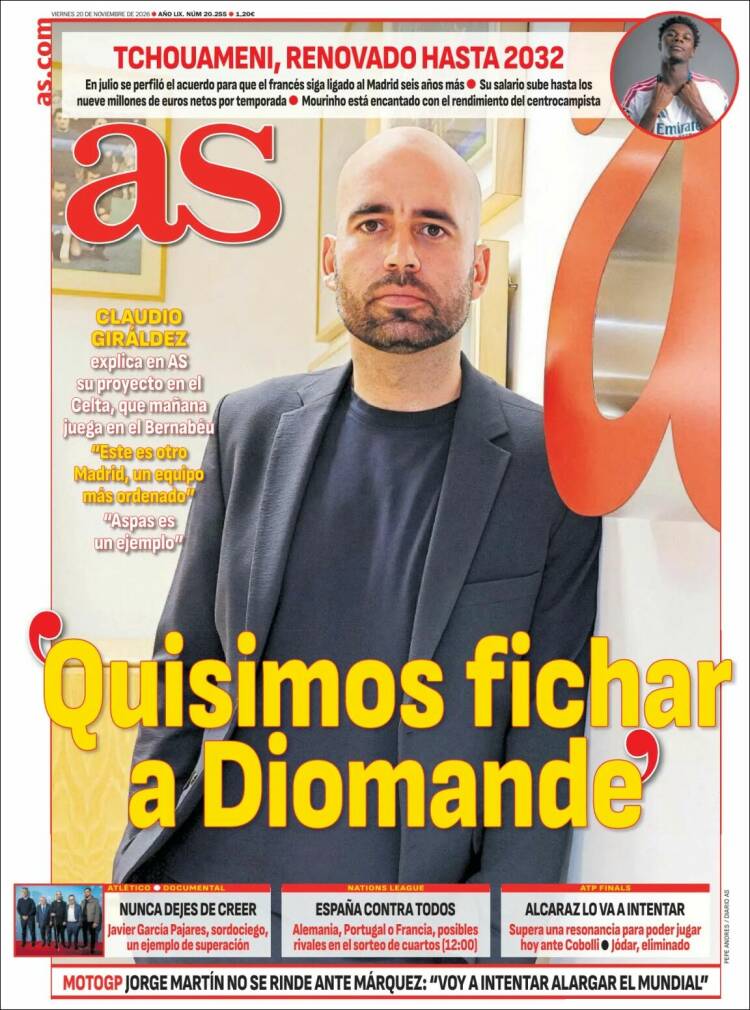 VIERNES 20 DE NOVIEMBRE DE 2026 ● AÑO LIX. NÚM 20.255 ● 1,20€
as.com
TCHOUAMENI, RENOVADO HASTA 2032
En julio se perfiló el acuerdo para que el francés siga ligado al Madrid seis años más ● Su salario sube hasta los
nueve millones de euros netos por temporada ● Mourinho está encantado con el rendimiento del centrocampista
Emirate
as
CLAUDIO
GIRÁLDEZ
explica en AS
su proyecto en el
Celta, que mañana
juega en el Bernabéu
“Este es otro
Madrid, un equipo
más ordenado”
“Aspas es
un ejemplo”
‘Quisimos fichar
a Diomande’
ATLÉTICO ● DOCUMENTAL
NUNCA DEJES DE CREER
Javier García Pajares, sordociego,
un ejemplo de superación
NATIONS LEAGUE
ESPAÑA CONTRA TODOS
Alemania, Portugal o Francia, posibles
rivales en el sorteo de cuartos (12:00)
ATP FINALS
ALCARAZ LO VA A INTENTAR
Supera una resonancia para poder jugar
hoy ante Cobolli ● Jódar, eliminado
PEPE ANDRES / DIARIO AS
MOTOGP JORGE MARTÍN NO SE RINDE ANTE MÁRQUEZ: “VOY A INTENTAR ALARGAR EL MUNDIAL”